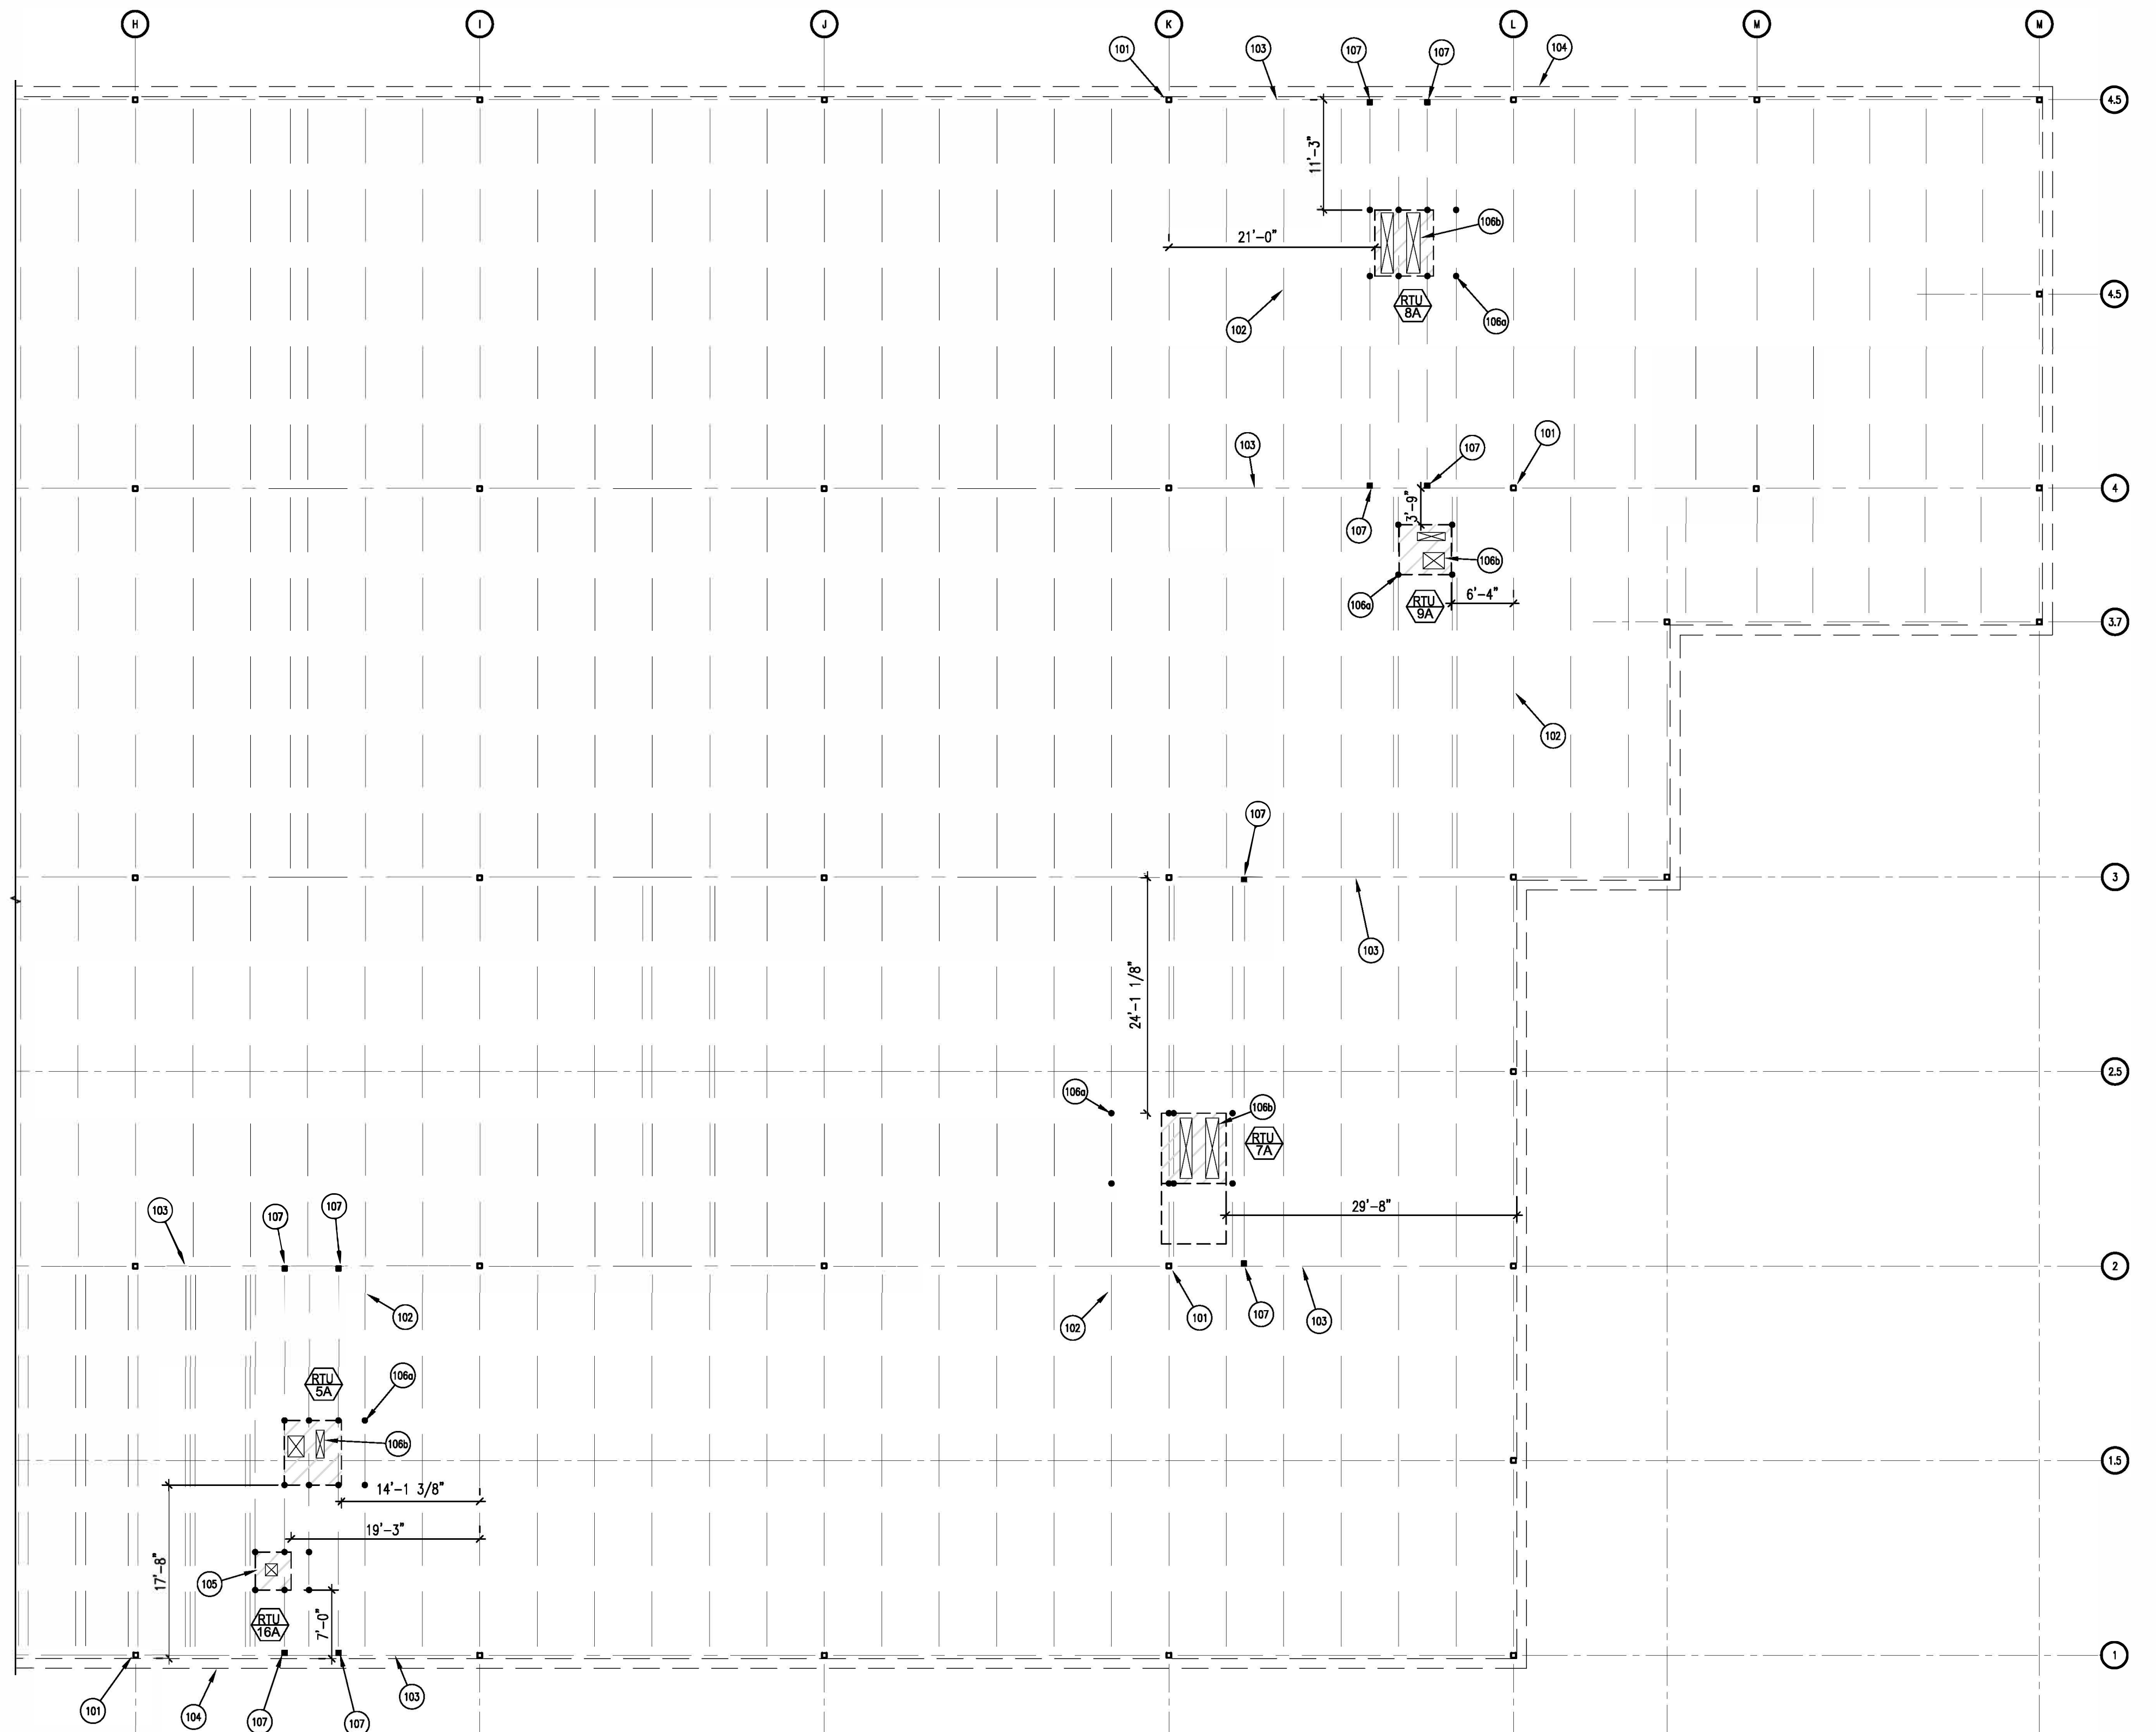 H
I
J
K
L
M
M
101
103
107
107
104
4.5
11'-3"
106b
21'-0"
RTU
8A
4.5
102
106a
103
107
101
4
3'-9"
107
106b
6'-4"
106a
RTU
9A
3.7
102
107
3
103
24'-1 1/8"
2.5
106a
106b
RTU
7A
29'-8"
103
107
107
2
102
102
101
107
103
RTU
5A
106a
106b
1.5
14'-1 3/8"
19'-3"
17'-8"
105
RTU
16A
7'-0"
1
101
104
107
107
103